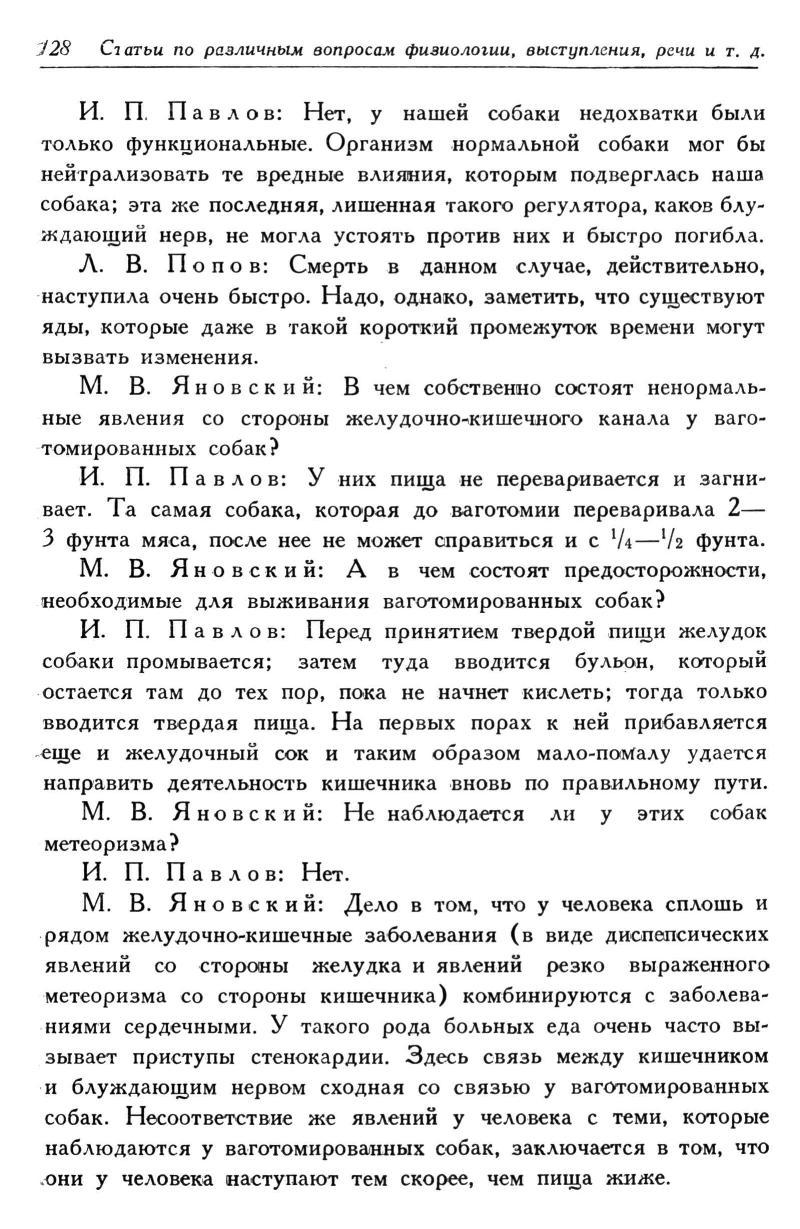 128 Статьи по различным вопросам физиологии, выступления, речи и т. д.
И. П. Павлов: Нет, у нашей собаки недохватки были
только функциональные. Организм нормальной собаки мог бы
нейтрализовать те вредные влияния, которым подверглась наша
собака; эта же последняя, лишенная такого регулятора, каков блу-
ждающий нерв, не могла устоять против них и быстро погибла.
Л. В. Попов: Смерть в данном случае, действительно,
наступила очень быстро. Надо, однако, заметить, что существуют
яды, которые даже в такой короткий промежуток времени могут
вызвать изменения.
М. В. Яновский: В чем собственно состоят ненормаль-
ные явления со стороны желудочно-кишечного канала у ваго-
томированных собак?
И. П. Павлов: У них пища не переваривается и загни-
вает. Та самая собака, которая до ваготомии переваривала 2—
3 фунта мяса, после нее не может справиться и с 1/4—1/2 фунта.
М. В. Яновский: А в чем состоят предосторожности,
необходимые для выживания ваготомированных собак?
И. П. Павлов: Перед принятием твердой пищи желудок
собаки промывается; затем туда вводится бульон, который
остается там до тех пор, пока не начнет кислеть; тогда только
вводится твердая пища. На первых порах к ней прибавляется
еще и желудочный сок и таким образом мало-помалу удается
направить деятельность кишечника вновь по правильному пути.
М. В. Яновский: Не наблюдается ли у этих собак
метеоризма?
И. П. Павлов: Нет.
М. В. Яновский: Дело в том, что у человека сплошь и
рядом желудочно-кишечные заболевания (в виде диспепсических
явлений со стороны желудка и явлений резко выраженного
метеоризма со стороны кишечника) комбинируются с заболева-
ниями сердечными. У такого рода больных еда очень часто вы-
зывает приступы стенокардии. Здесь связь между кишечником
и блуждающим нервом сходная со связью у ваготомированных
собак. Несоответствие же явлений у человека с теми, которые
наблюдаются у ваготомированных собак, заключается в том, что
они у человека наступают тем скорее, чем пища жиже.